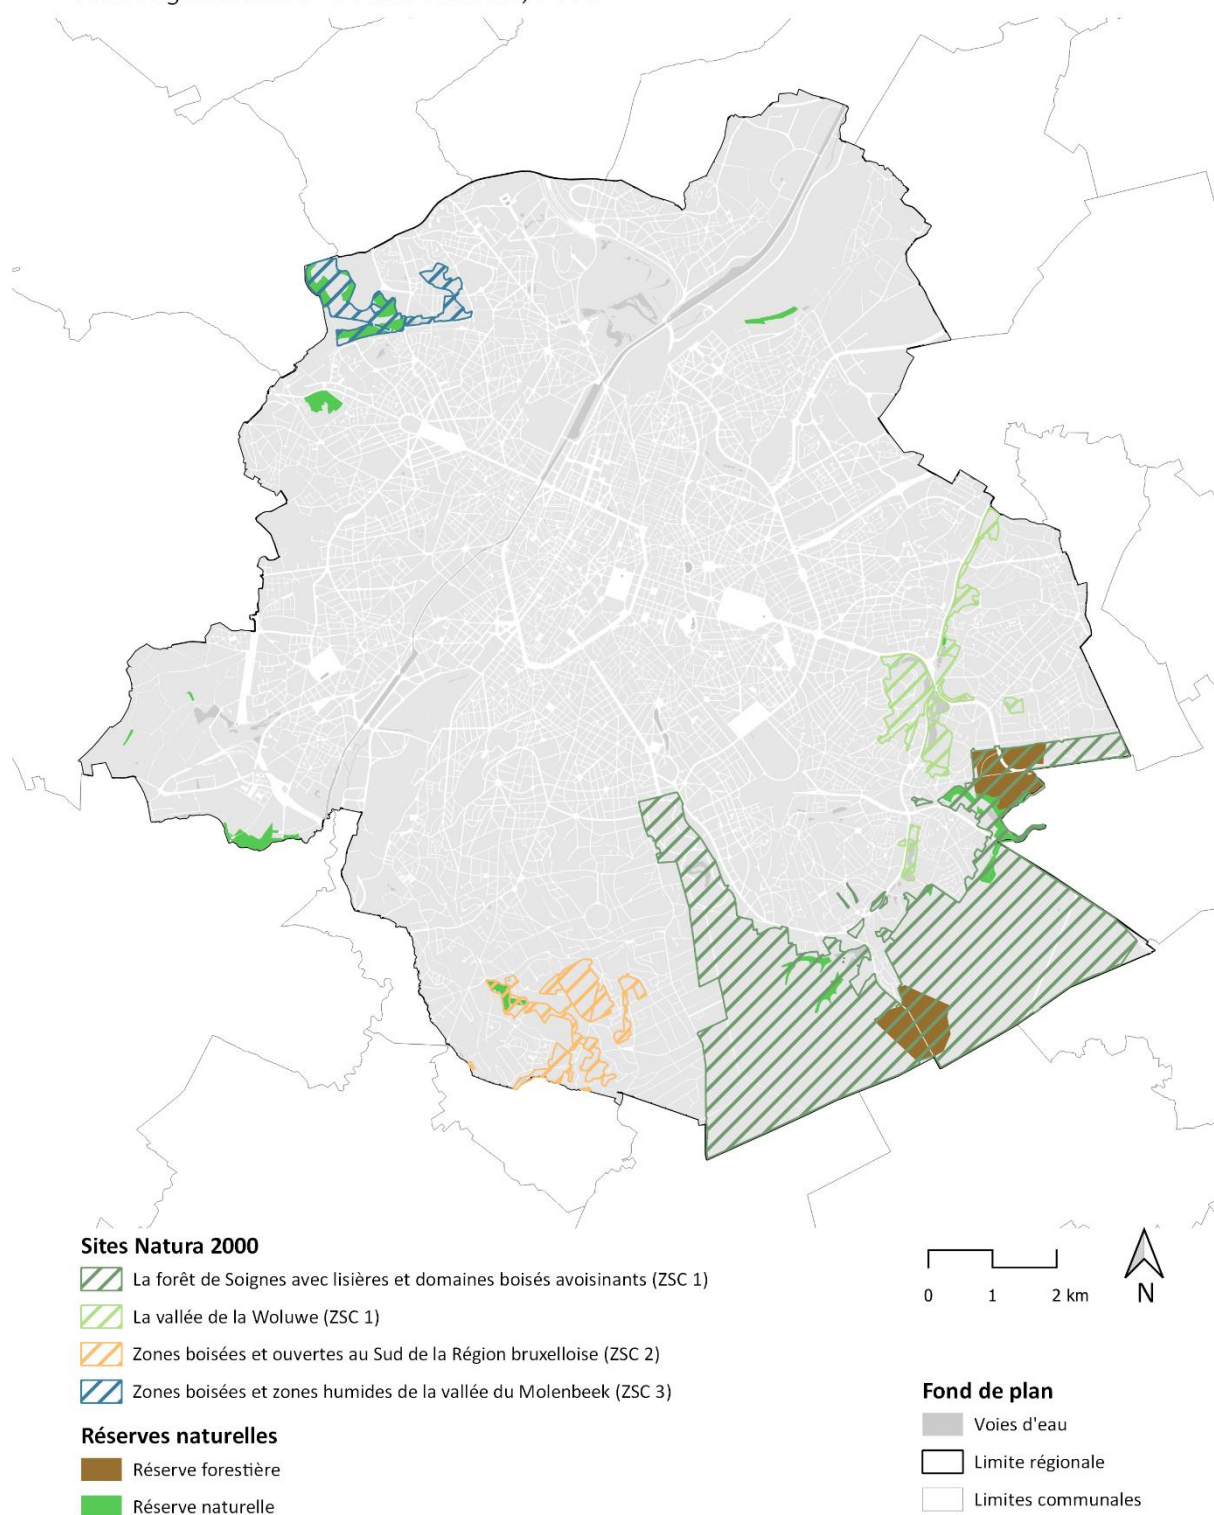 Sites Natura 2000
La forêt de Soignes avec lisières et domaines boisés avoisinants (ZSC 1)
La vallée de la Woluwe (ZSC 1)
Zones boisées et ouvertes au Sud de la Région bruxelloise (ZSC 2)
Zones boisées et zones humides de la vallée du Molenbeek (ZSC 3)
Réserves naturelles
Réserve forestière
Réserve naturelle
0 1 2 km
N
Fond de plan
Voies d'eau
Limite régionale
Limites communales